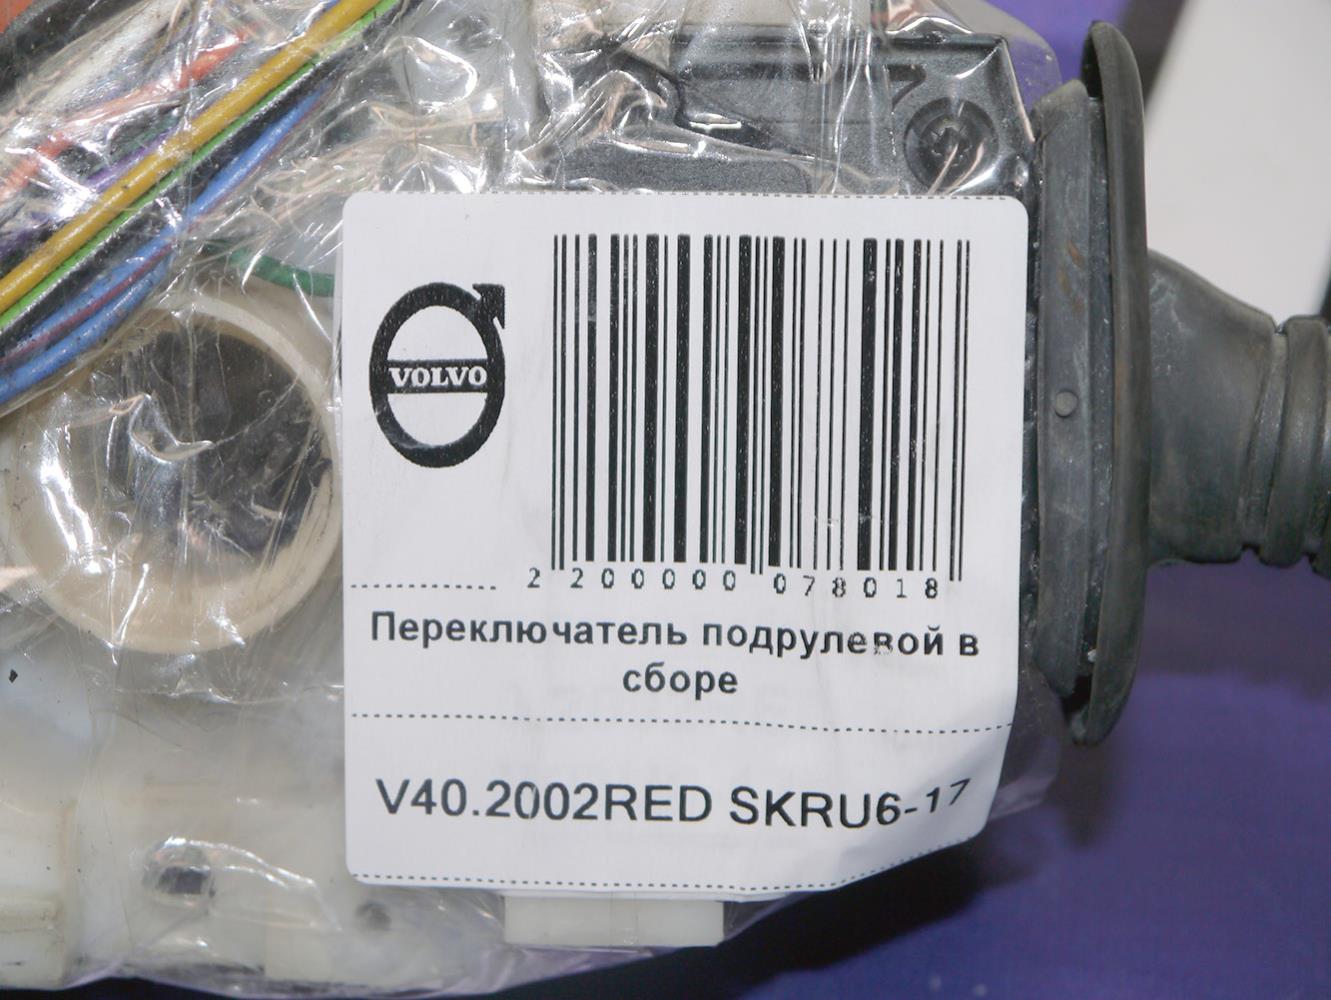 VOLVO
2 200000 078018
Переключатель подрулевой в
сборе
V40.2002RED SKRU6-17